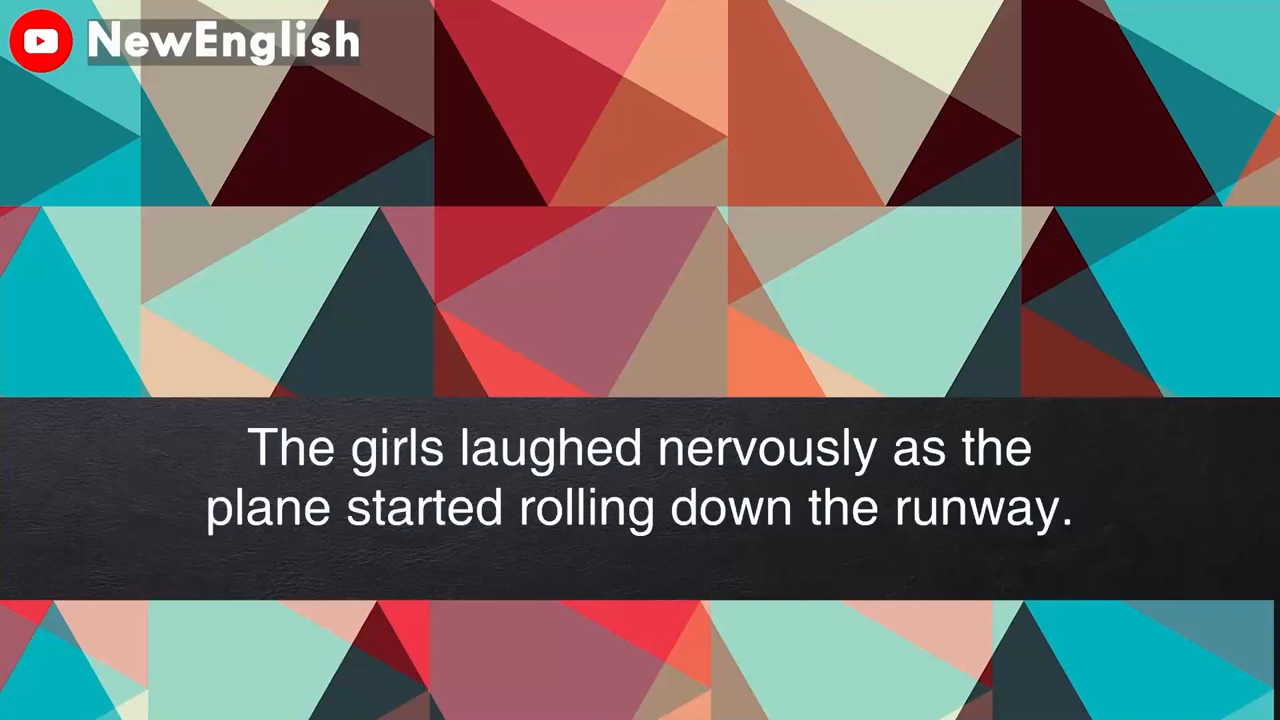 NewEnglish
The girls laughed nervously as the
plane started rolling down the runway.